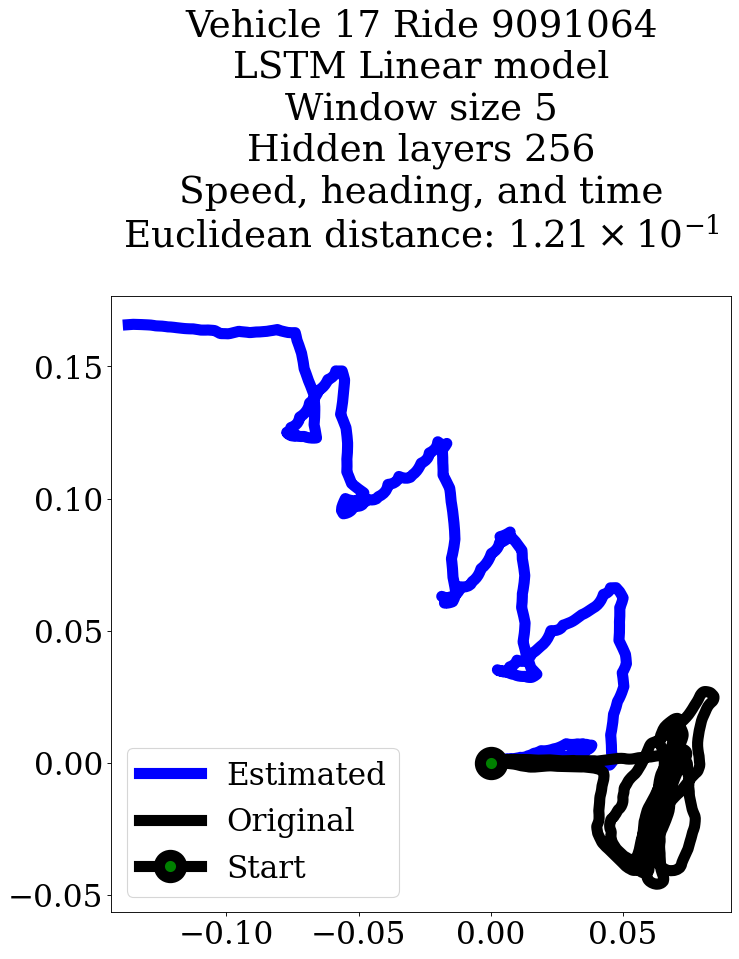 Vehicle 17 Ride 9091064
LSTM Linear model
Window size 5
Hidden layers 256
Speed, heading, and time
Euclidean distance: 1.21 × 10⁻¹
0.15
0.10
0.05
0.00
−0.05
Estimated
Original
Start
−0.10 −0.05 0.00 0.05